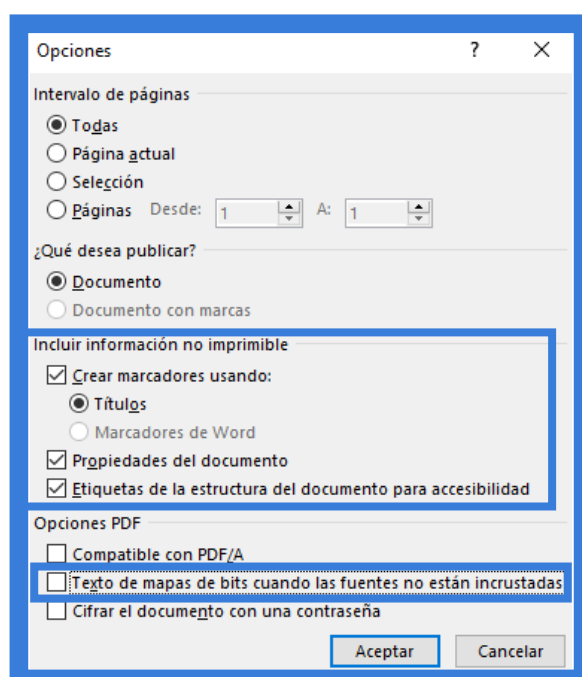 Opciones ? X
Intervalo de páginas
Todas
Página actual
Selección
Páginas Desde: 1 A: 1
¿Qué desea publicar?
Documento
Documento con marcas
Incluir información no imprimible
Crear marcadores usando:
Títulos
Marcadores de Word
Propiedades del documento
Etiquetas de la estructura del documento para accesibilidad
Opciones PDF
Compatible con PDF/A
Texto de mapas de bits cuando las fuentes no están incrustadas
Cifrar el documento con una contraseña
Aceptar Cancelar